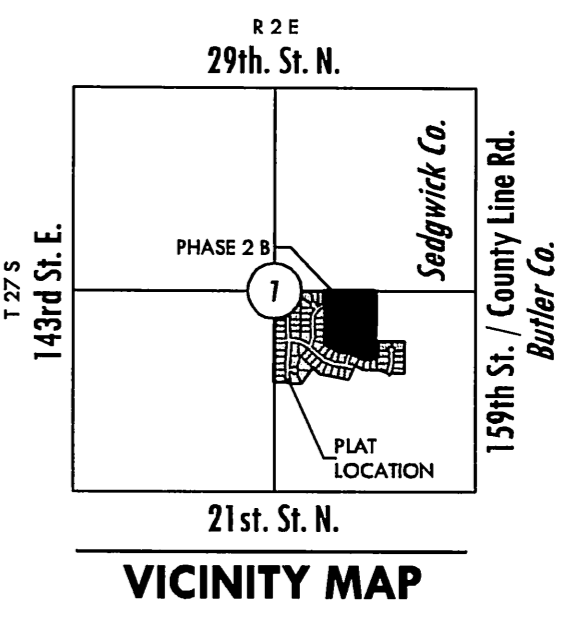 R 2 E
29th. St. N.
T 27 S
143rd St. E.
PHASE 2 B
1
Sedgwick Co.
159th St. / County Line Rd.
Butler Co.
PLAT
LOCATION
21st. St. N.
VICINITY MAP